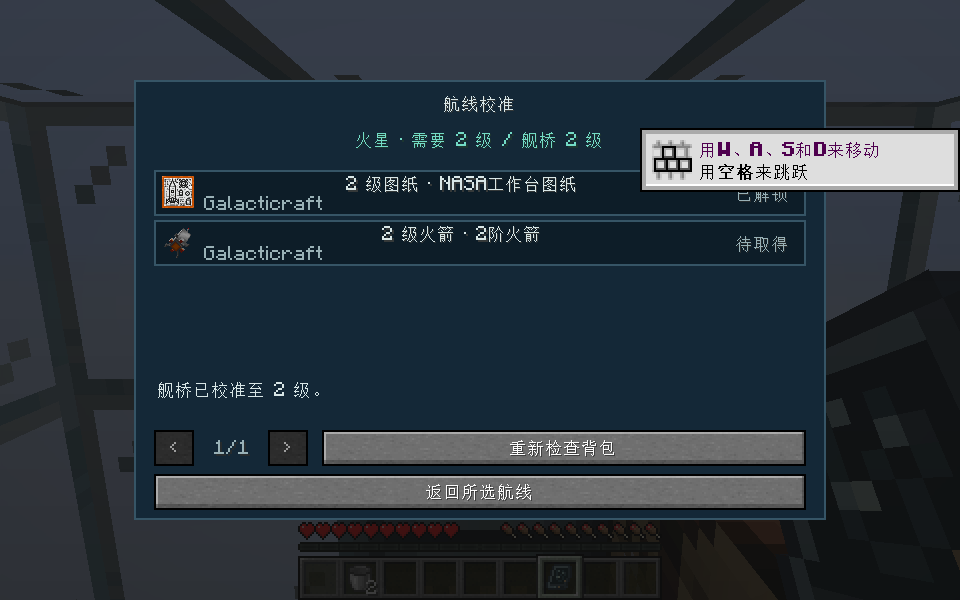 航线校准
火星 · 需要 2 级 / 舰桥 2 级
用W、A、S和D来移动
用空格来跳跃
2 级图纸 · NASA工作台图纸
Galacticraft
已解锁
2 级火箭 · 2阶火箭
Galacticraft
待取得
舰桥已校准至 2 级。
< 1/1 >
重新检查背包
返回所选航线
2